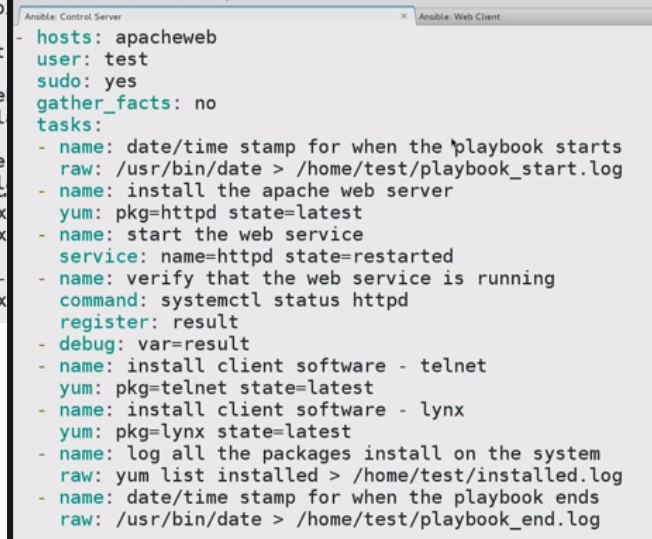 Ansible: Control Server × Ansible: Web Client
- hosts: apacheweb
user: test
sudo: yes
gather_facts: no
tasks:
- name: date/time stamp for when the playbook starts
raw: /usr/bin/date > /home/test/playbook_start.log
- name: install the apache web server
yum: pkg=httpd state=latest
- name: start the web service
service: name=httpd state=restarted
- name: verify that the web service is running
command: systemctl status httpd
register: result
- debug: var=result
- name: install client software - telnet
yum: pkg=telnet state=latest
- name: install client software - lynx
yum: pkg=lynx state=latest
- name: log all the packages install on the system
raw: yum list installed > /home/test/installed.log
- name: date/time stamp for when the playbook ends
raw: /usr/bin/date > /home/test/playbook_end.log